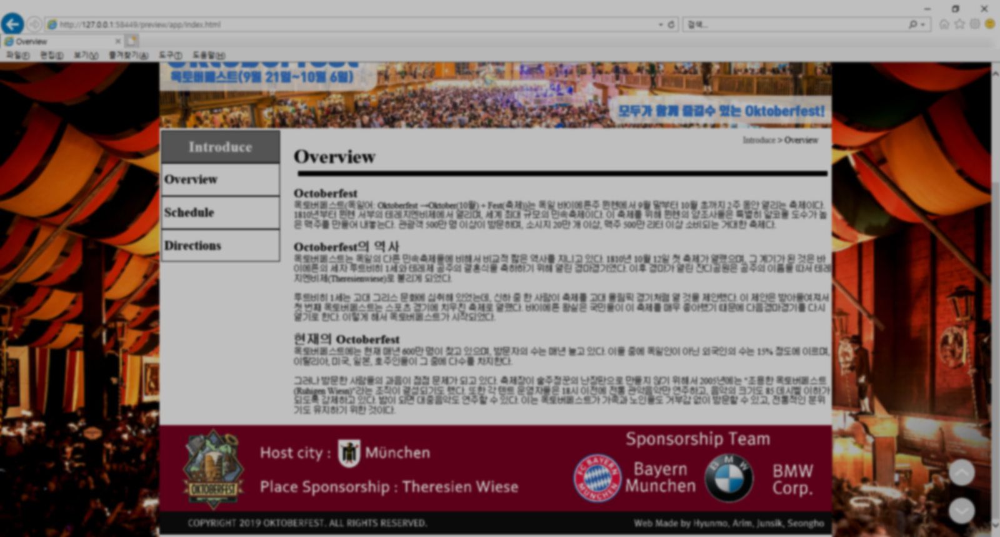 http://127.0.0.1:58449/preview/app/index.html
검색...
Overview
파일(F) 편집(E) 보기(V) 즐겨찾기(A) 도구(T) 도움말(H)
Oktoberfest
옥토버페스트(9월 21일~10월 6일)
모두가 함께 즐길수 있는 Oktoberfest!
Introduce
Overview
Schedule
Directions
Introduce > Overview
Overview
Octoberfest
옥토버페스트(독일어: Oktoberfest →Oktober(10월) + Fest(축제))는 독일 바이에른주 뮌헨에서 9월 말부터 10월 초까지 2주 동안 열리는 축제이다.
1810년부터 뮌헨 서부의 테레지엔비제에서 열리며, 세계 최대 규모의 민속축제이다. 이 축제를 위해 뮌헨의 양조사들은 특별히 알코올 도수가 높
은 맥주를 만들어 내놓는다. 관광객 500만 명 이상이 방문하며, 소시지 20만 개 이상, 맥주 500만 리터 이상 소비되는 거대한 축제다.
Octoberfest의 역사
옥토버페스트는 독일의 다른 민속축제들에 비해서 비교적 짧은 역사를 지니고 있다. 1810년 10월 12일 첫 축제가 열렸으며, 그 계기가 된 것은 바
이에른의 세자 루트비히 1세와 테레제 공주의 결혼식을 축하하기 위해 열린 경마경기였다. 이후 경마가 열린 잔디공원은 공주의 이름을 따서 테레
지엔비제(Theresienwiese)로 불리게 되었다.
루트비히 1세는 고대 그리스 문화에 심취해 있었는데, 신하 중 한 사람이 축제를 고대 올림픽 경기처럼 열 것을 제안했다. 이 제안은 받아들여져서
첫 번째 옥토버페스트는 스포츠 경기에 치우친 축제로 열렸다. 바이에른 왕실은 국민들이 이 축제를 매우 좋아했기 때문에 다음경마경기를 다시
열기로 한다. 이렇게 해서 옥토버페스트가 시작되었다.
현재의 Octoberfest
옥토버페스트에는 현재 매년 600만 명이 찾고 있으며, 방문자의 수는 매년 늘고 있다. 이들 중에 독일인이 아닌 외국인의 수는 15% 정도에 이르며,
이탈리아, 미국, 일본, 호주인들이 그 중에 다수를 차지한다.
그러나 방문한 사람들의 과음이 점점 문제가 되고 있다. 축제장이 술주정꾼의 난장판으로 만들지 않기 위해서 2005년에는 "조용한 옥토버페스트
(Ruhigen Wiesn)"라는 조직이 결성되기도 했다. 또한 각 텐트 운영자들은 18시 이전에 전통 관악음악만 연주하고, 음악의 크기도 85 데시벨 이하가
되도록 강제하고 있다. 밤이 되면 대중음악도 연주할 수 있다. 이는 옥토버페스트가 가족과 노인들도 거부감 없이 방문할 수 있고, 전통적인 분위
기도 유지하기 위한 것이다.
OKTOBERFEST
Host city : München
Place Sponsorship : Theresien Wiese
Sponsorship Team
FC BAYERN MÜNCHEN
Bayern
Munchen
BMW
BMW
Corp.
COPYRIGHT 2019 OKTOBERFEST. ALL RIGHTS RESERVED.
Web Made by Hyunmo, Arim, Junsik, Seongho